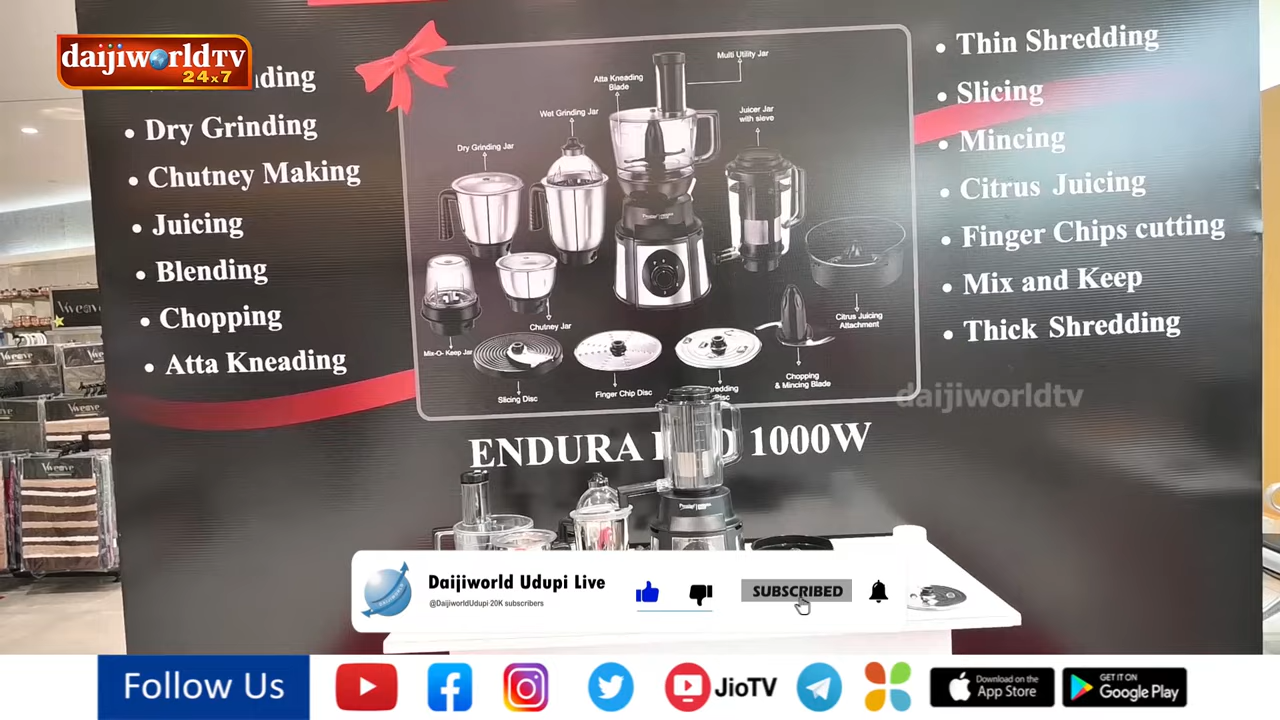 daijiworldTV
24x7
Dry Grinding
Chutney Making
Juicing
Blending
Chopping
Atta Kneading
Multi Utility Jar
Atta Kneading
Blade
Wet Grinding Jar
Juicer Jar
with sieve
Dry Grinding Jar
Chutney Jar
Citrus Juicing
Attachment
Mix-O- Keep Jar
Slicing Disc
Finger Chip Disc
Chopping
& Mincing Blade
Thin Shredding
Slicing
Mincing
Citrus Juicing
Finger Chips cutting
Mix and Keep
Thick Shredding
daijiworldtv
ENDURA
1000W
Vweave
Daijiworld Udupi Live
@DaijiworldUdupi 20K subscribers
SUBSCRIBED
Follow Us
JioTV
Download on the
App Store
GET IT ON
Google Play